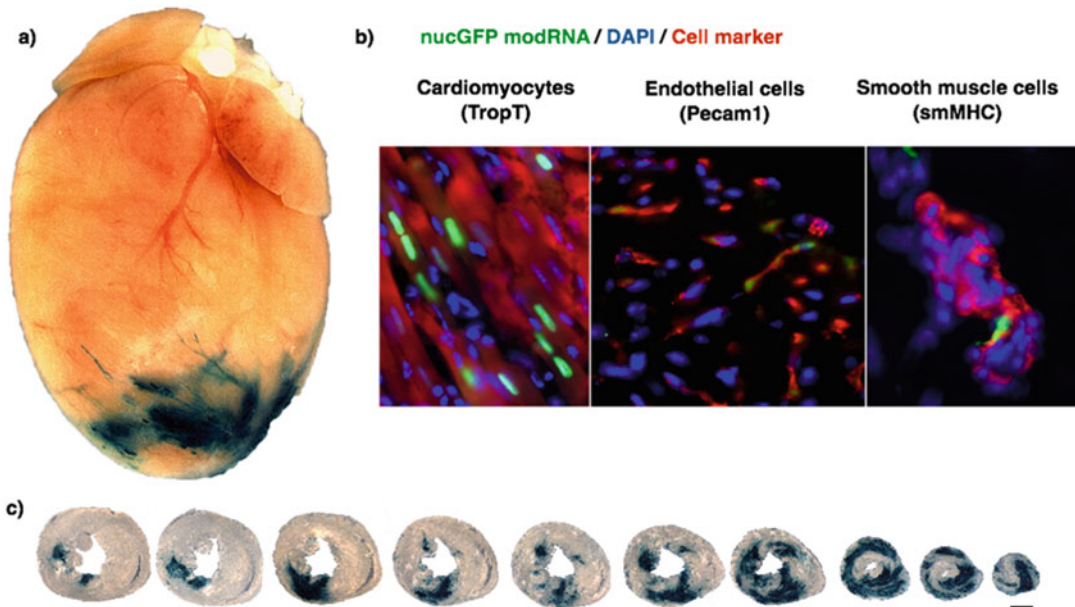 a)
b)
nucGFP modRNA / DAPI / Cell marker
Cardiomyocytes
(TropT)
Endothelial cells
(Pecam1)
Smooth muscle cells
(smMHC)
c)